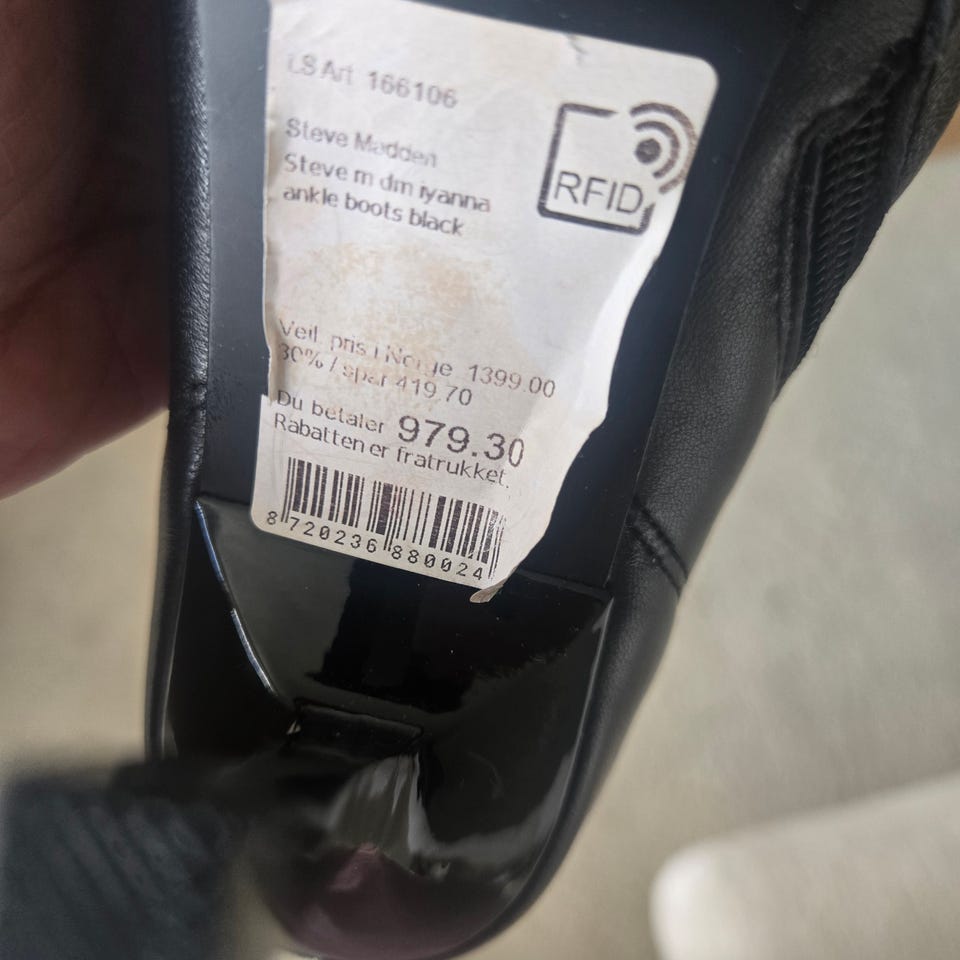 LS Art 166106
Steve Madden
Steve m dm iyanna
ankle boots black
RFID
Veil. pris i Norge 1399.00
30% / spar 419.70
Du betaler 979.30
Rabatten er fratrukket.
8 720236 880024